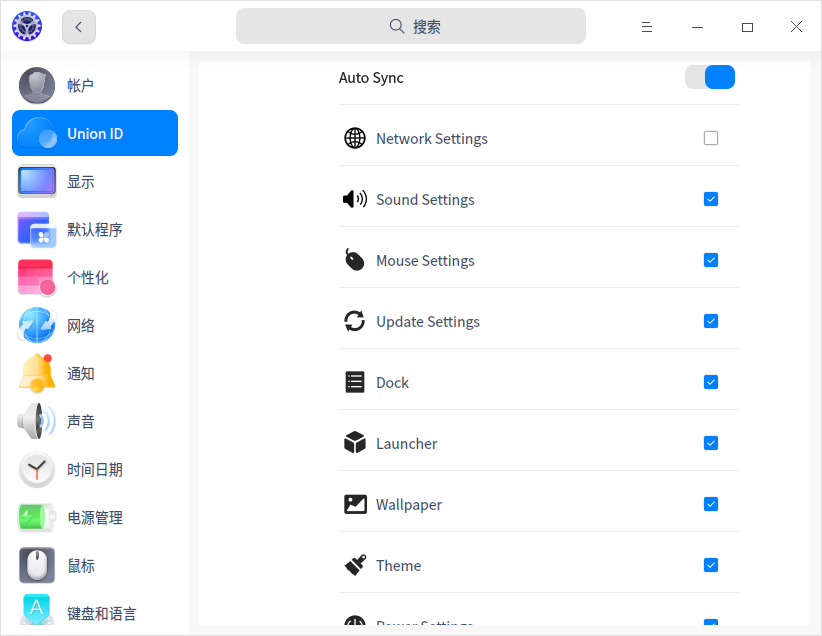 搜索
帐户
Union ID
显示
默认程序
个性化
网络
通知
声音
时间日期
电源管理
鼠标
键盘和语言
Auto Sync
Network Settings
Sound Settings
Mouse Settings
Update Settings
Dock
Launcher
Wallpaper
Theme
Power Settings